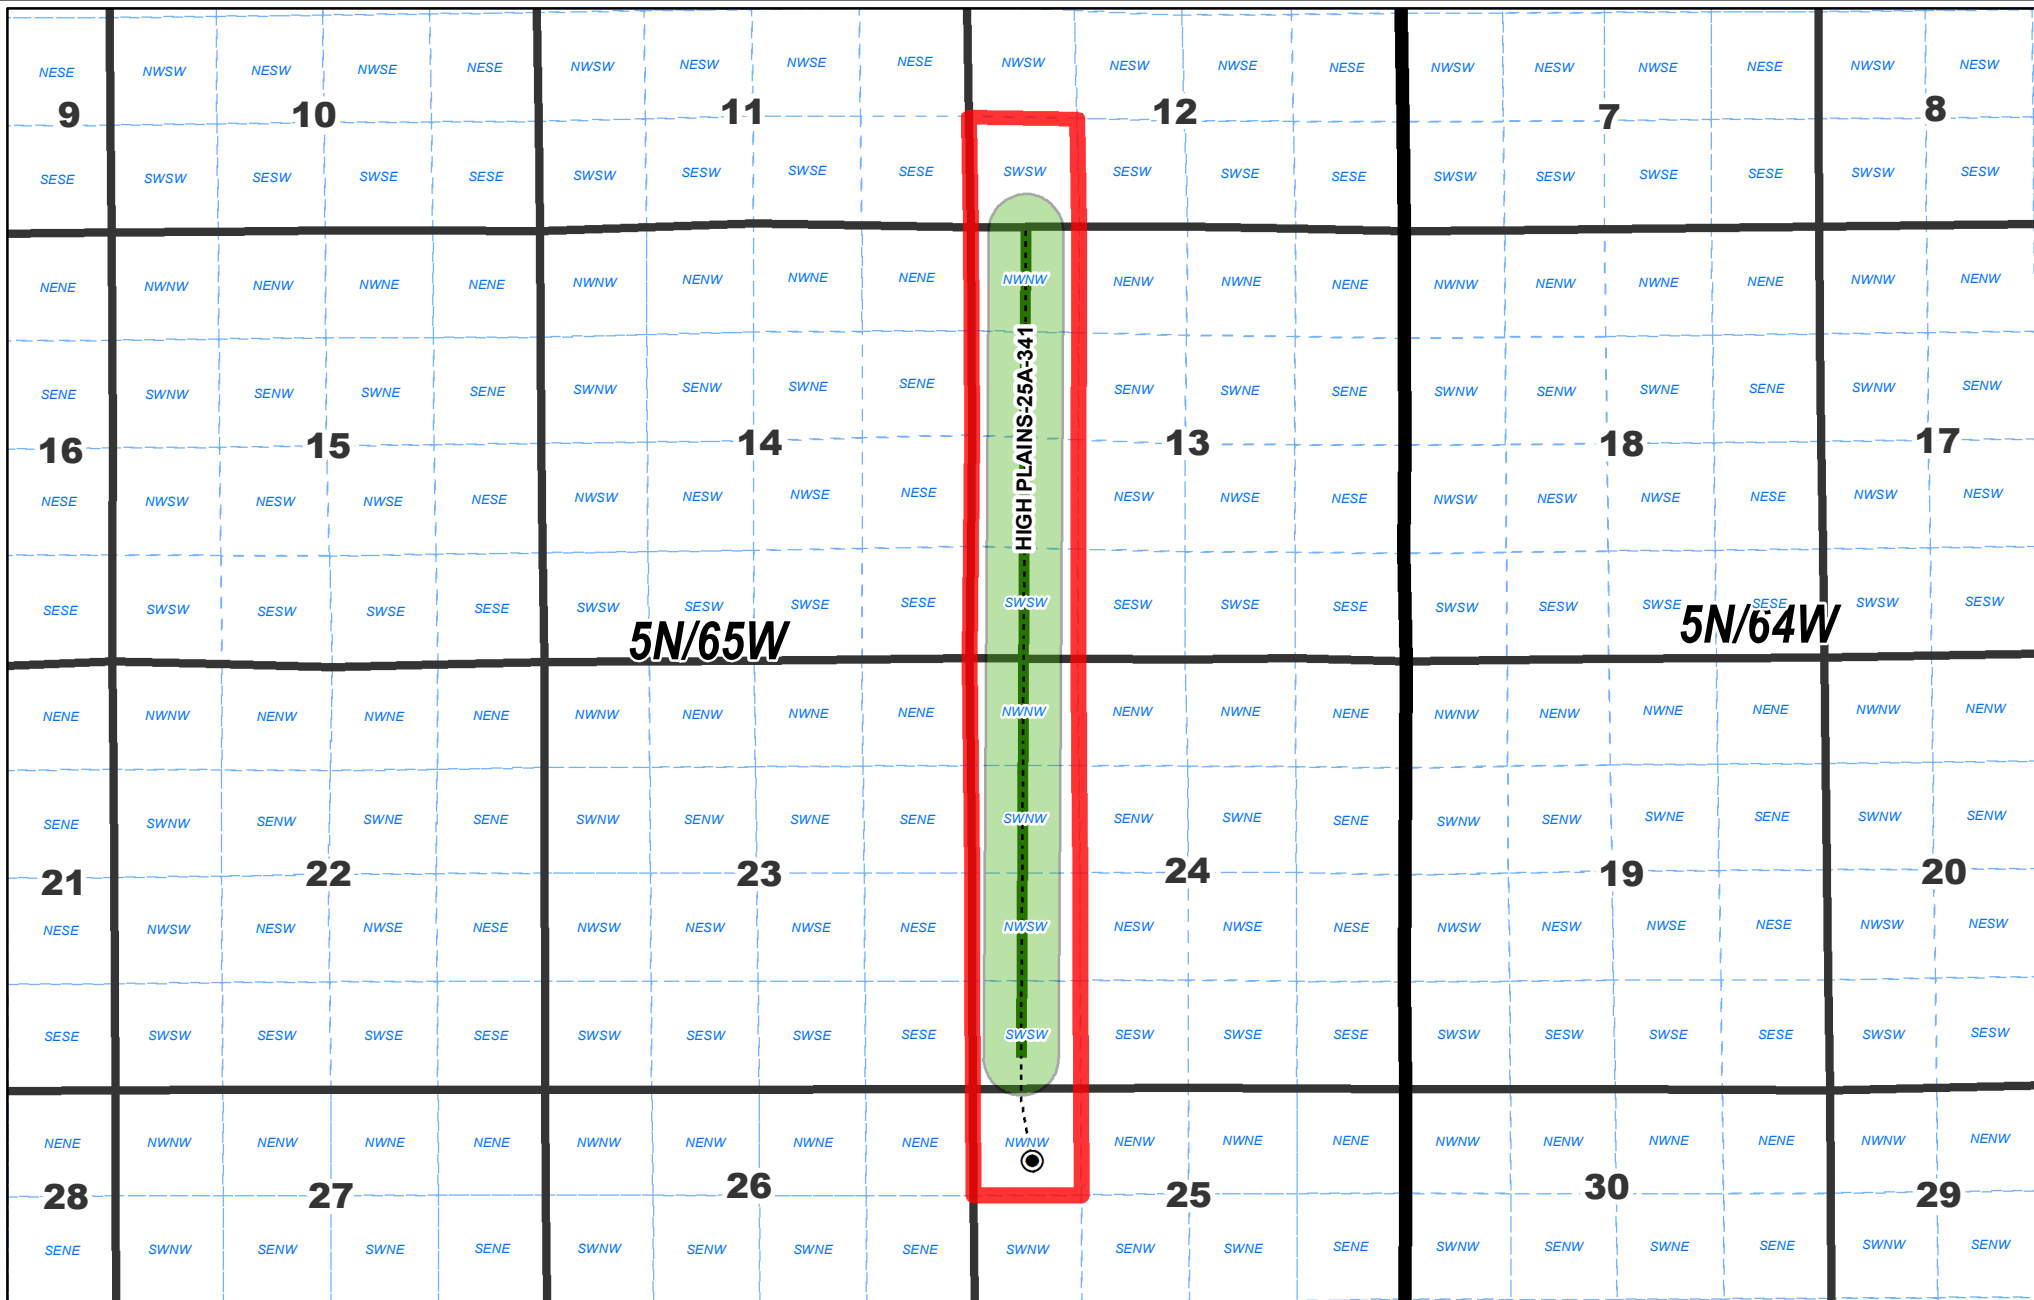 NESE NWSW NESW NWSE NESE NWSW NESW NWSE NESE NWSW NESW NWSE NESE NWSW NESW NWSE NESE NWSW NESW
9 10 11 12 7 8
SESE SWSW SESW SWSE SESE SWSW SESW SWSE SESE SWSW SESW SWSE SESE SWSW SESW SWSE SESE SWSW SESW
NENE NWNW NENW NWNE NENE NWNW NENW NWNE NENE NWNW NENW NWNE NENE NWNW NENW NWNE NENE NWNW NENW
HIGH PLAINS-25A-341
SENE SWNW SENW SWNE SENE SWNW SENW SWNE SENE SENW SWNE SENE SWNW SENW SWNE SENE SWNW SENW
16 15 14 13 18 17
NESE NWSW NESW NWSE NESE NWSW NESW NWSE NESE NESW NWSE NESE NWSW NESW NWSE NESE NWSW NESW
SESE SWSW SESW SWSE SESE SWSW SESW SWSE SESE SWSW SESW SWSE SESE SWSW SESW SWSE SESE SWSW SESW
5N/65W 5N/64W
NENE NWNW NENW NWNE NENE NWNW NENW NWNE NENE NWNW NENW NWNE NENE NWNW NENW NWNE NENE NWNW NENW
SENE SWNW SENW SWNE SENE SWNW SENW SWNE SENE SWNW SENW SWNE SENE SWNW SENW SWNE SENE SWNW SENW
21 22 23 24 19 20
NESE NWSW NESW NWSE NESE NWSW NESW NWSE NESE NWSW NESW NWSE NESE NWSW NESW NWSE NESE NWSW NESW
SESE SWSW SESW SWSE SESE SWSW SESW SWSE SESE SWSW SESW SWSE SESE SWSW SESW SWSE SESE SWSW SESW
NENE NWNW NENW NWNE NENE NWNW NENW NWNE NENE NWNW NENW NWNE NENE NWNW NENW NWNE NENE NWNW NENW
28 27 26 25 30 29
SENE SWNW SENW SWNE SENE SWNW SENW SWNE SENE SWNW SENW SWNE SENE SWNW SENW SWNE SENE SWNW SENW